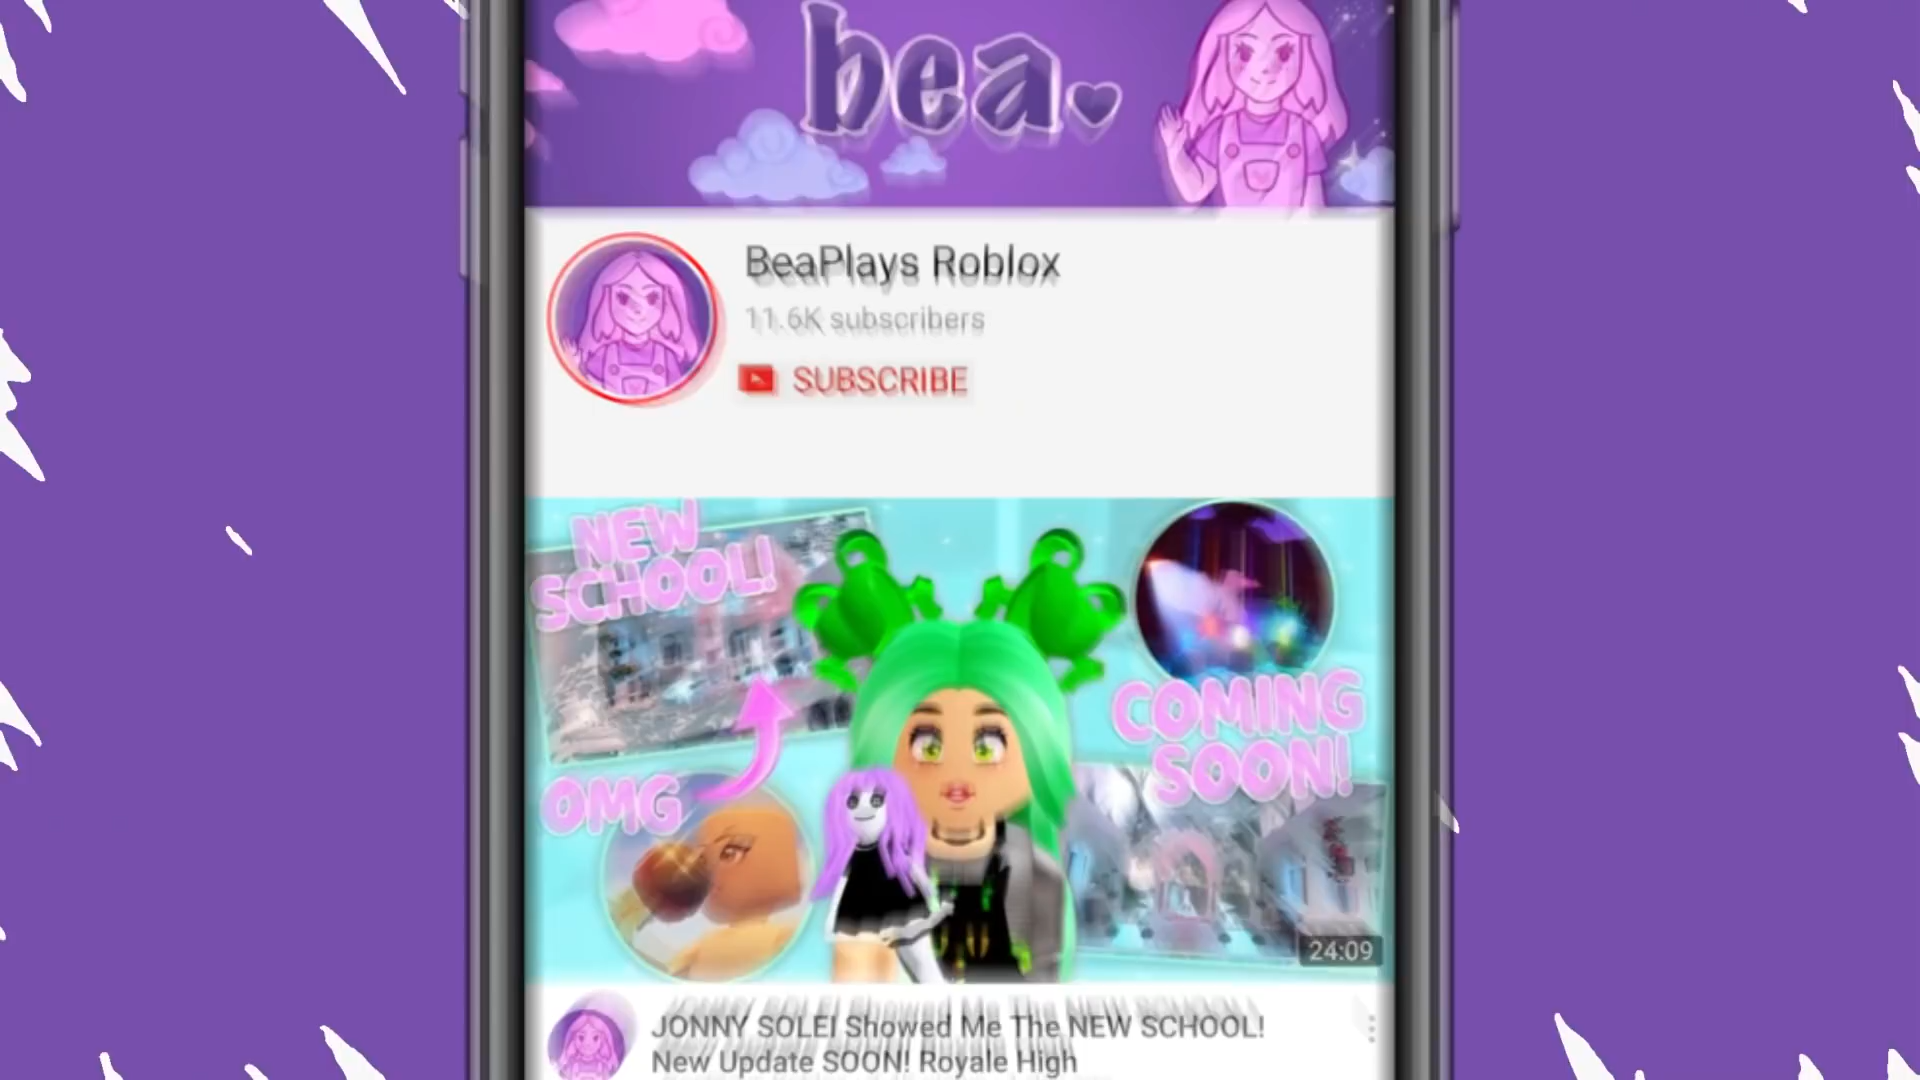 bea.
BeaPlays Roblox
11.6K subscribers
SUBSCRIBE
NEW
SCHOOL!
OMG
COMING
SOON!
24:09
JONNY SOLEI Showed Me The NEW SCHOOL!
New Update SOON! Royale High